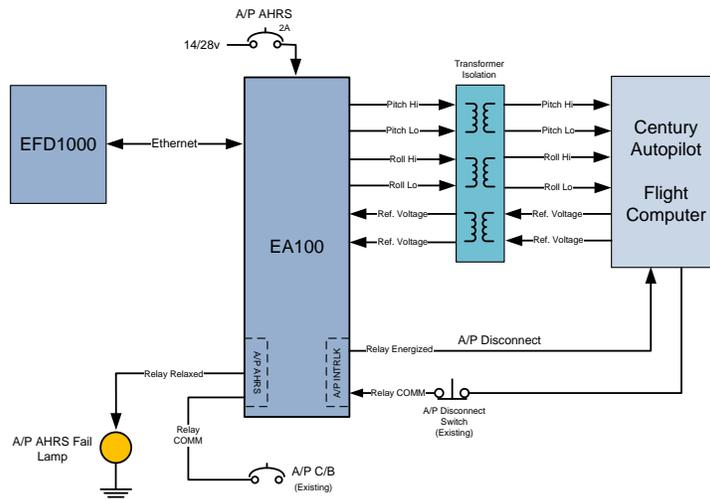 A/P AHRS
2A
14/28v
Transformer
Isolation
EFD1000
Ethernet
EA100
Pitch Hi
Pitch Hi
Pitch Lo
Pitch Lo
Roll Hi
Roll Hi
Roll Lo
Roll Lo
Ref. Voltage
Ref. Voltage
Ref. Voltage
Ref. Voltage
Century
Autopilot
Flight
Computer
A/P Disconnect
Relay Energized
A/P AHRS
A/P INTRLK
Relay Relaxed
Relay COMM
A/P Disconnect
Switch
(Existing)
Relay
COMM
A/P AHRS Fail
Lamp
A/P C/B
(Existing)